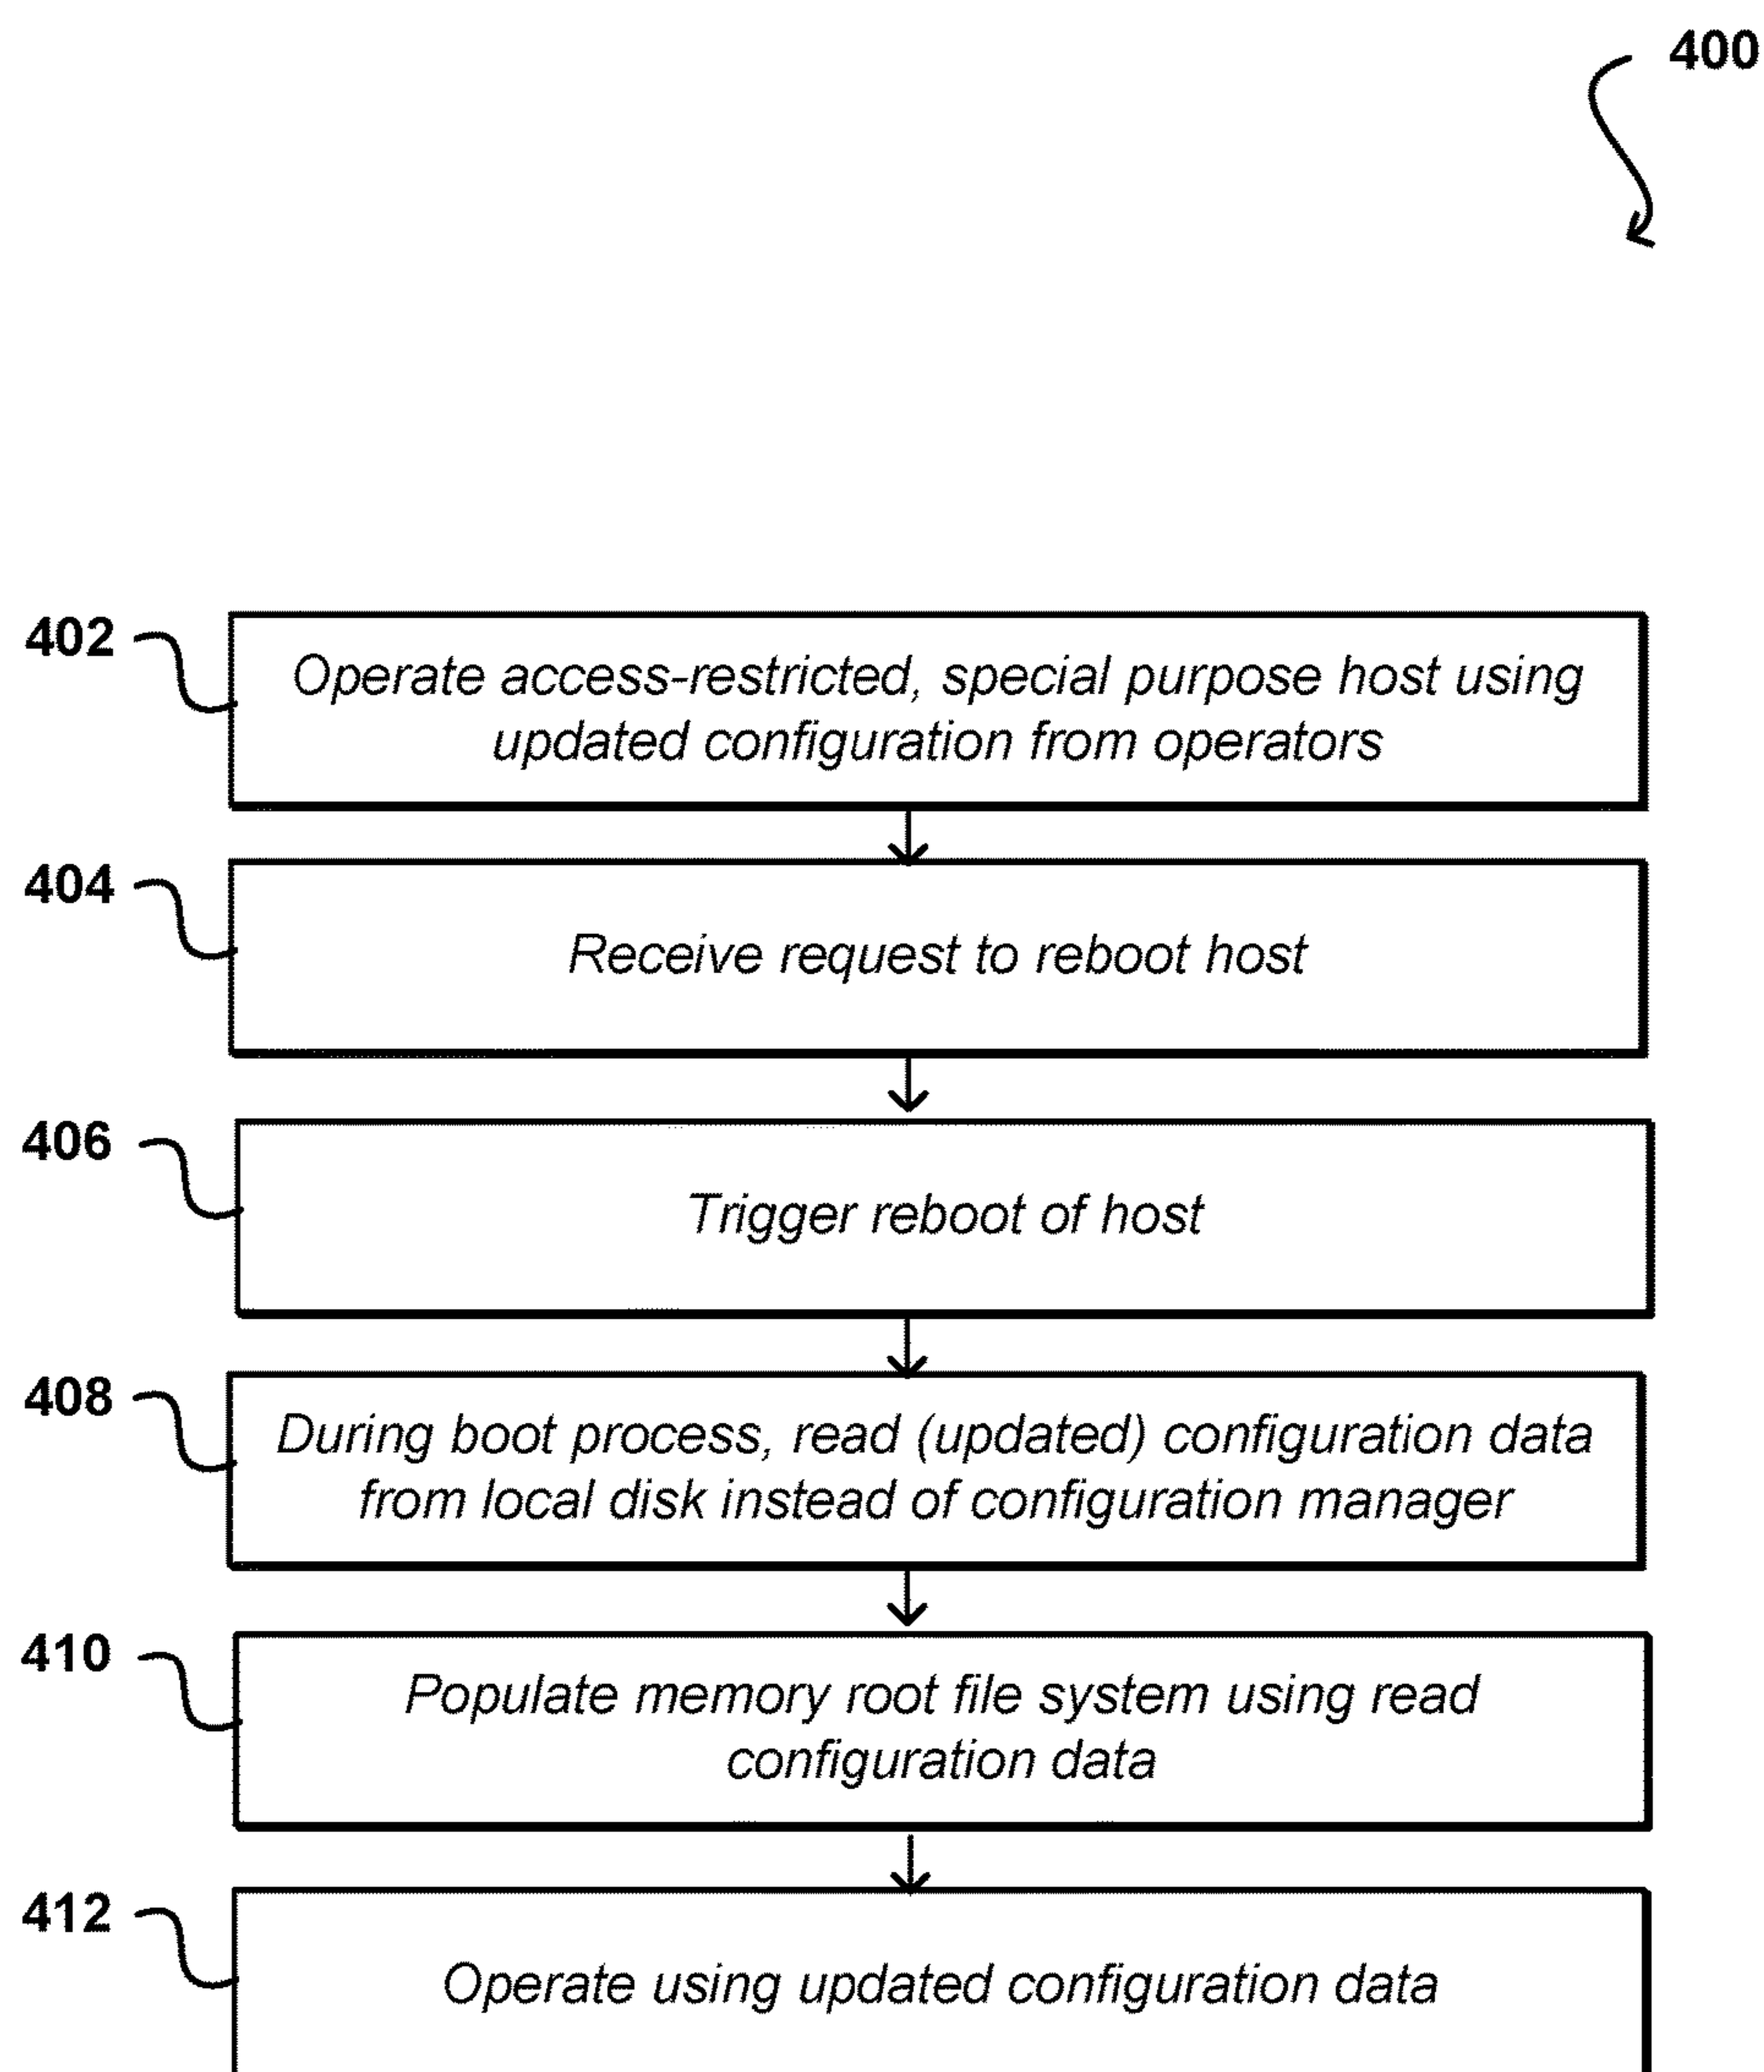 400
402
Operate access-restricted, special purpose host using
updated configuration from operators
404
Receive request to reboot host
406
Trigger reboot of host
408
During boot process, read (updated) configuration data
from local disk instead of configuration manager
410
Populate memory root file system using read
configuration data
412
Operate using updated configuration data